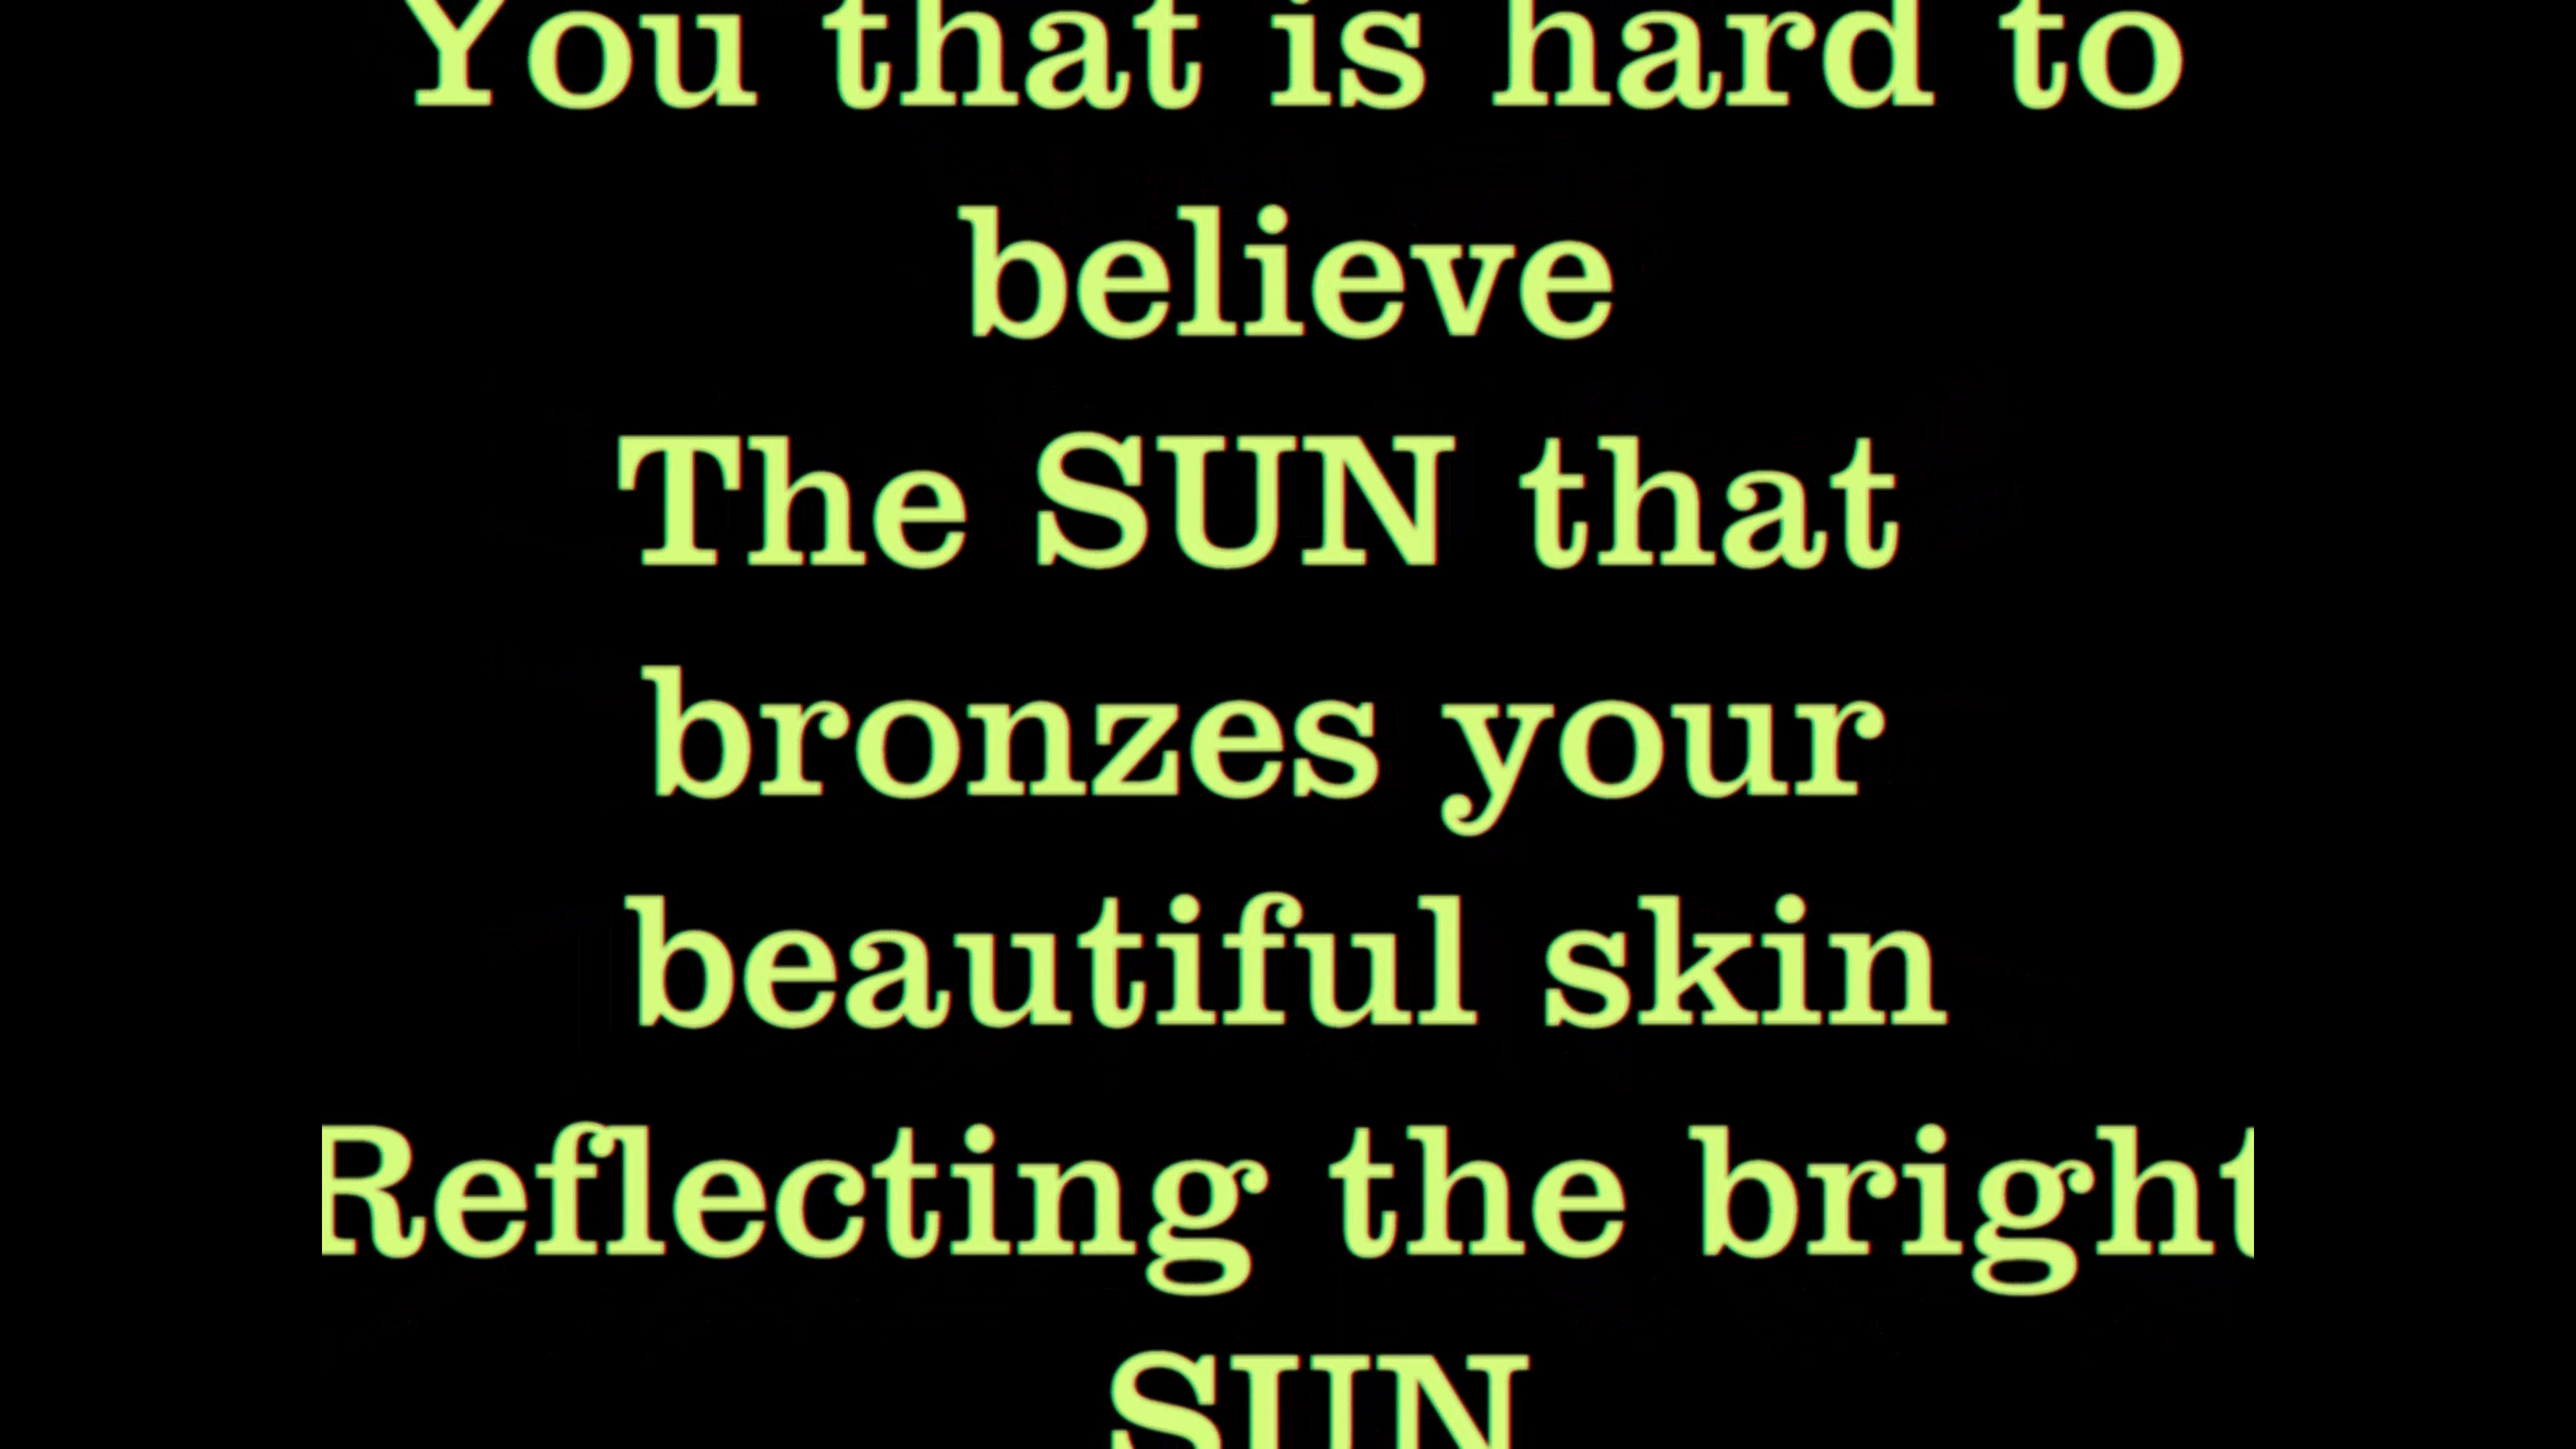 You that is hard to
believe
The SUN that
bronzes your
beautiful skin
Reflecting the bright
SUN